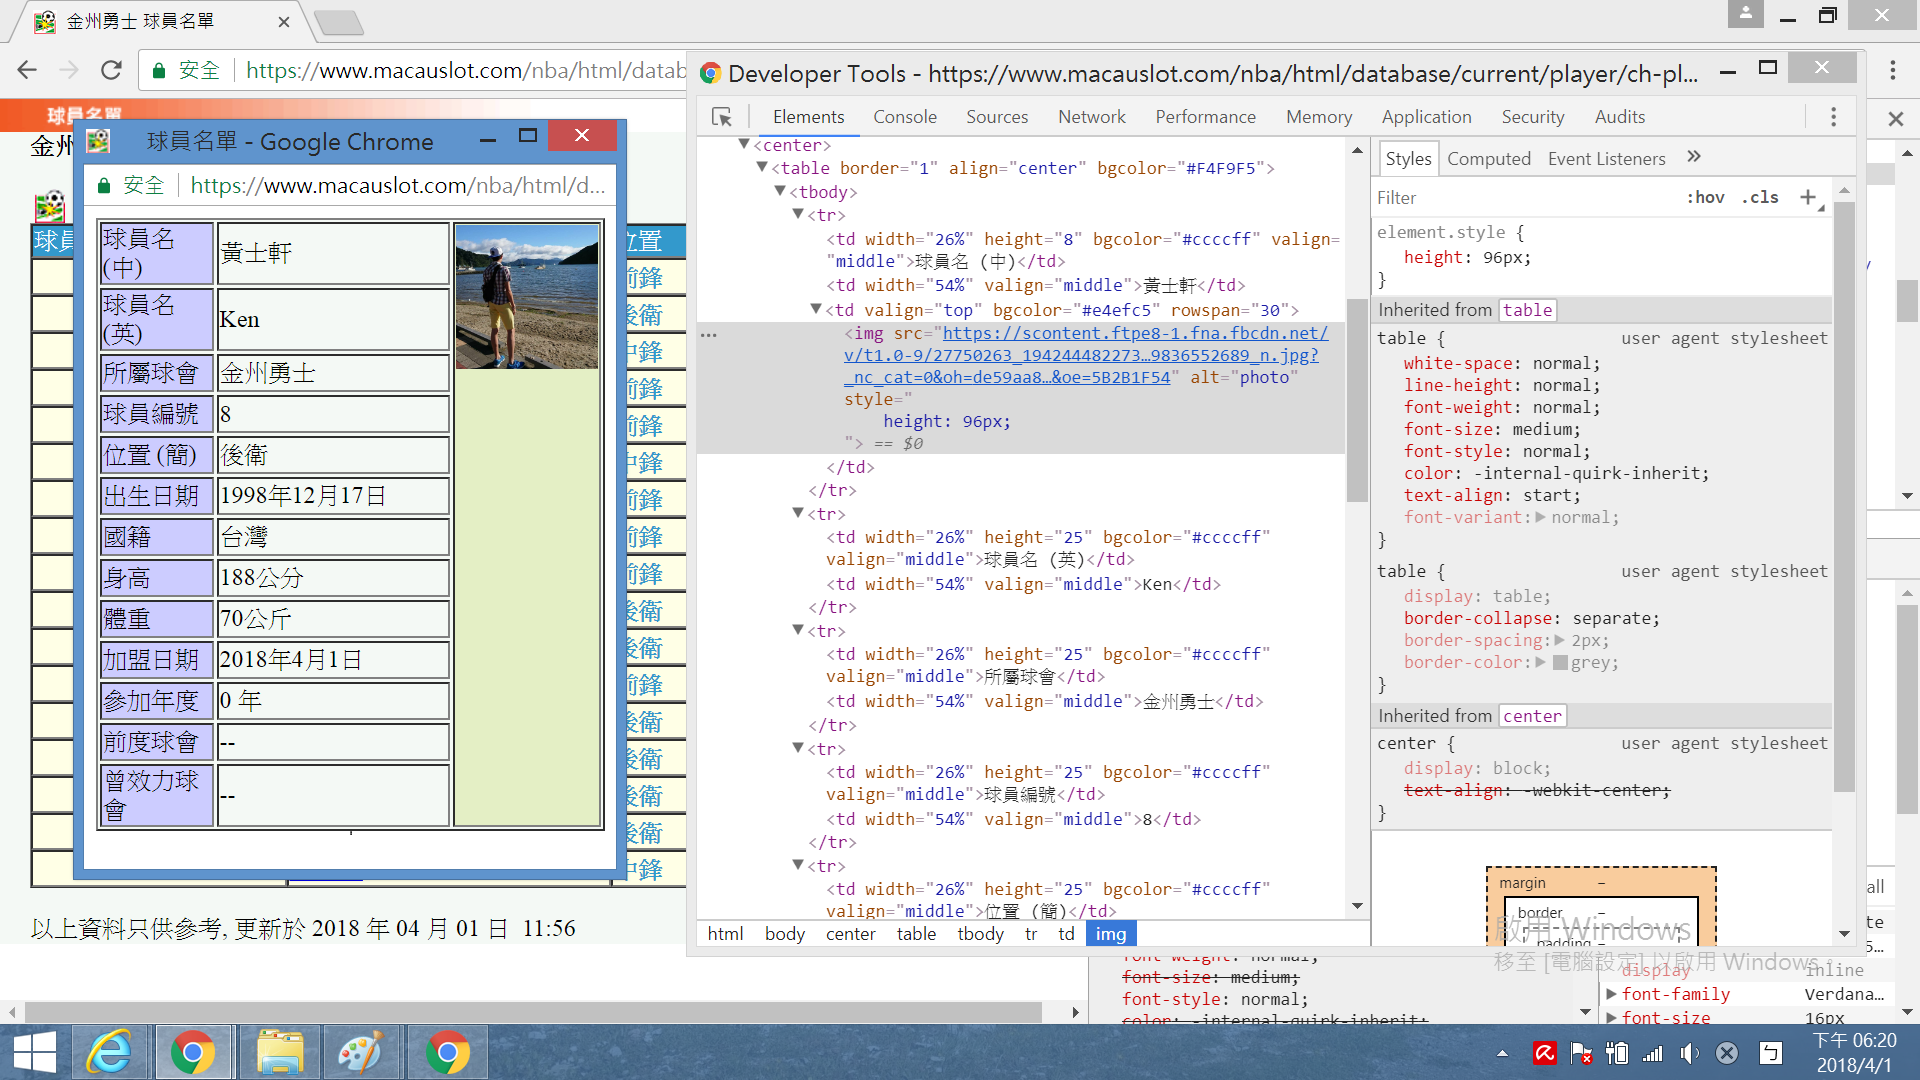 金州勇士 球員名單
安全 https://www.macauslot.com/nba/html/datab
球員名單
金州
球員名單 - Google Chrome
安全 https://www.macauslot.com/nba/html/d...
球員名 (中) 黃士軒
球員名 (英) Ken
所屬球會 金州勇士
球員編號 8
位置 (簡) 後衛
出生日期 1998年12月17日
國籍 台灣
身高 188公分
體重 70公斤
加盟日期 2018年4月1日
參加年度 0 年
前度球會 --
曾效力球會 --
球員
位置
前鋒
後衛
中鋒
前鋒
前鋒
中鋒
前鋒
前鋒
前鋒
後衛
後衛
前鋒
後衛
後衛
後衛
後衛
中鋒
以上資料只供參考, 更新於 2018 年 04 月 01 日 11:56
Developer Tools - https://www.macauslot.com/nba/html/database/current/player/ch-pl...
Elements Console Sources Network Performance Memory Application Security Audits
<center>
<table border="1" align="center" bgcolor="#F4F9F5">
<tbody>
<tr>
<td width="26%" height="8" bgcolor="#ccccff" valign=
"middle">球員名 (中)</td>
<td width="54%" valign="middle">黃士軒</td>
<td valign="top" bgcolor="#e4efc5" rowspan="30">
<img src="https://scontent.ftpe8-1.fna.fbcdn.net/
v/t1.0-9/27750263_194244482273…9836552689_n.jpg?
_nc_cat=0&oh=de59aa8…&oe=5B2B1F54" alt="photo"
style="
height: 96px;
"> == $0
</td>
</tr>
<tr>
<td width="26%" height="25" bgcolor="#ccccff"
valign="middle">球員名 (英)</td>
<td width="54%" valign="middle">Ken</td>
</tr>
<tr>
<td width="26%" height="25" bgcolor="#ccccff"
valign="middle">所屬球會</td>
<td width="54%" valign="middle">金州勇士</td>
</tr>
<tr>
<td width="26%" height="25" bgcolor="#ccccff"
valign="middle">球員編號</td>
<td width="54%" valign="middle">8</td>
</tr>
<tr>
<td width="26%" height="25" bgcolor="#ccccff"
valign="middle">位置 (簡)</td>
html body center table tbody tr td img
Styles Computed Event Listeners »
Filter :hov .cls +
element.style {
height: 96px;
}
Inherited from table
table { user agent stylesheet
white-space: normal;
line-height: normal;
font-weight: normal;
font-size: medium;
font-style: normal;
color: -internal-quirk-inherit;
text-align: start;
font-variant: normal;
}
table { user agent stylesheet
display: table;
border-collapse: separate;
border-spacing: 2px;
border-color: grey;
}
Inherited from center
center { user agent stylesheet
display: block;
text-align: -webkit-center;
}
margin –
border –
padding –
啟用 Windows
移至 [電腦設定] 以啟用 Windows。
font-weight: normal;
font-size: medium;
font-style: normal;
color: -internal-quirk-inherit;
all
te
5...
display inline
font-family Verdana...
font-size 16px
下午 06:20
2018/4/1